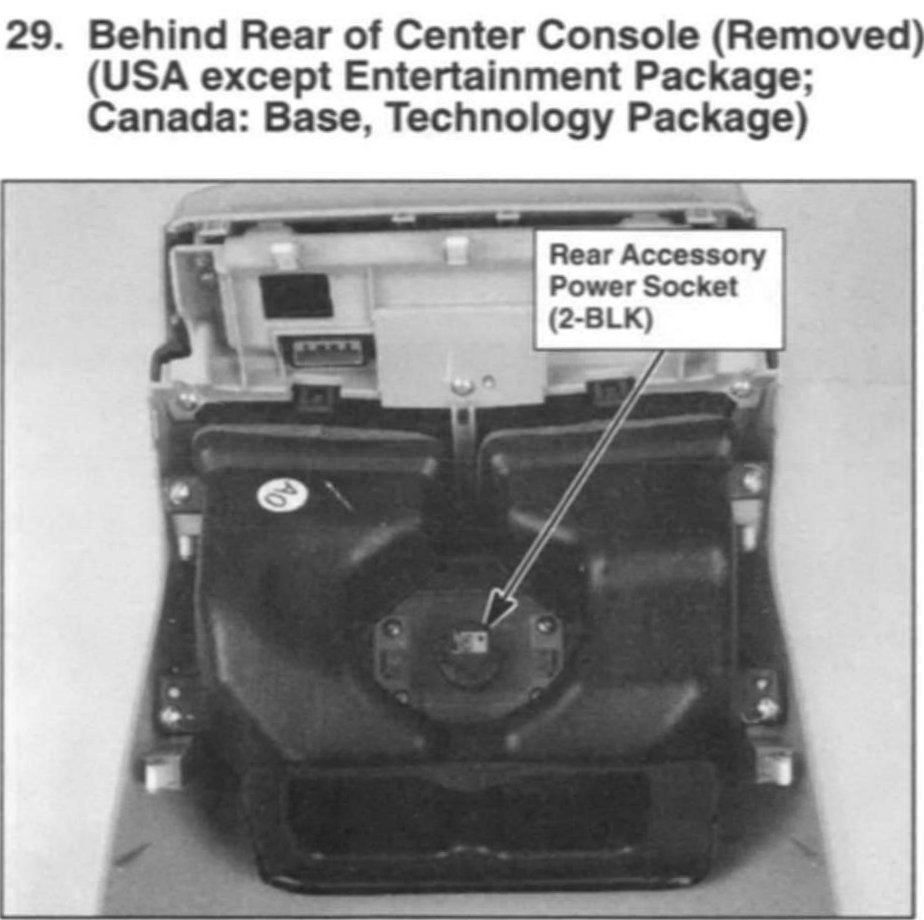 29. Behind Rear of Center Console (Removed)
(USA except Entertainment Package;
Canada: Base, Technology Package)
Rear Accessory
Power Socket
(2-BLK)
AO